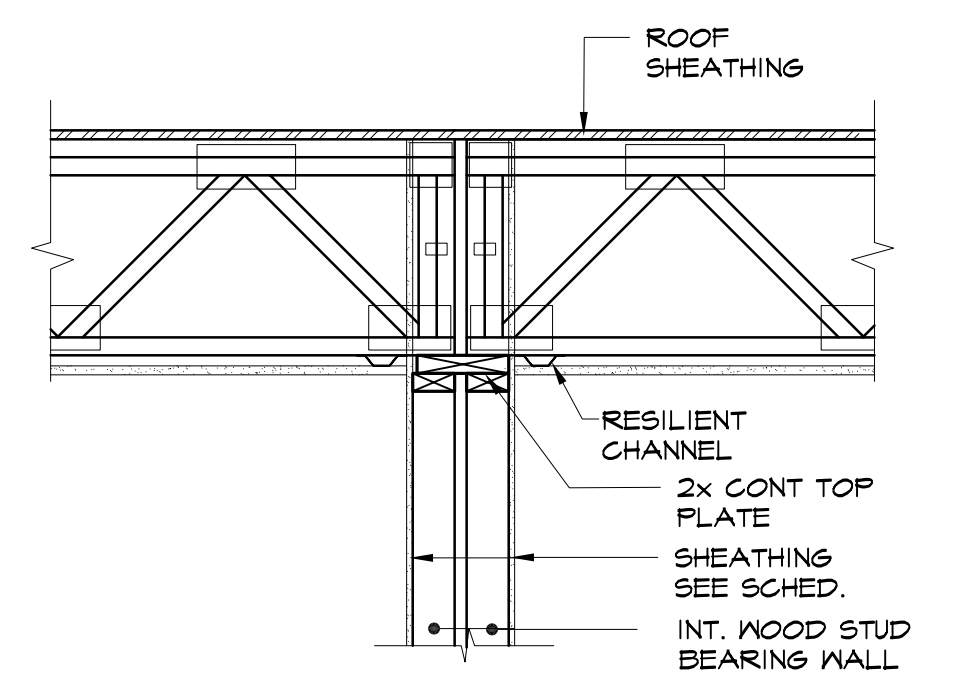 ROOF
SHEATHING
RESILIENT
CHANNEL
2x CONT TOP
PLATE
SHEATHING
SEE SCHED.
INT. WOOD STUD
BEARING WALL